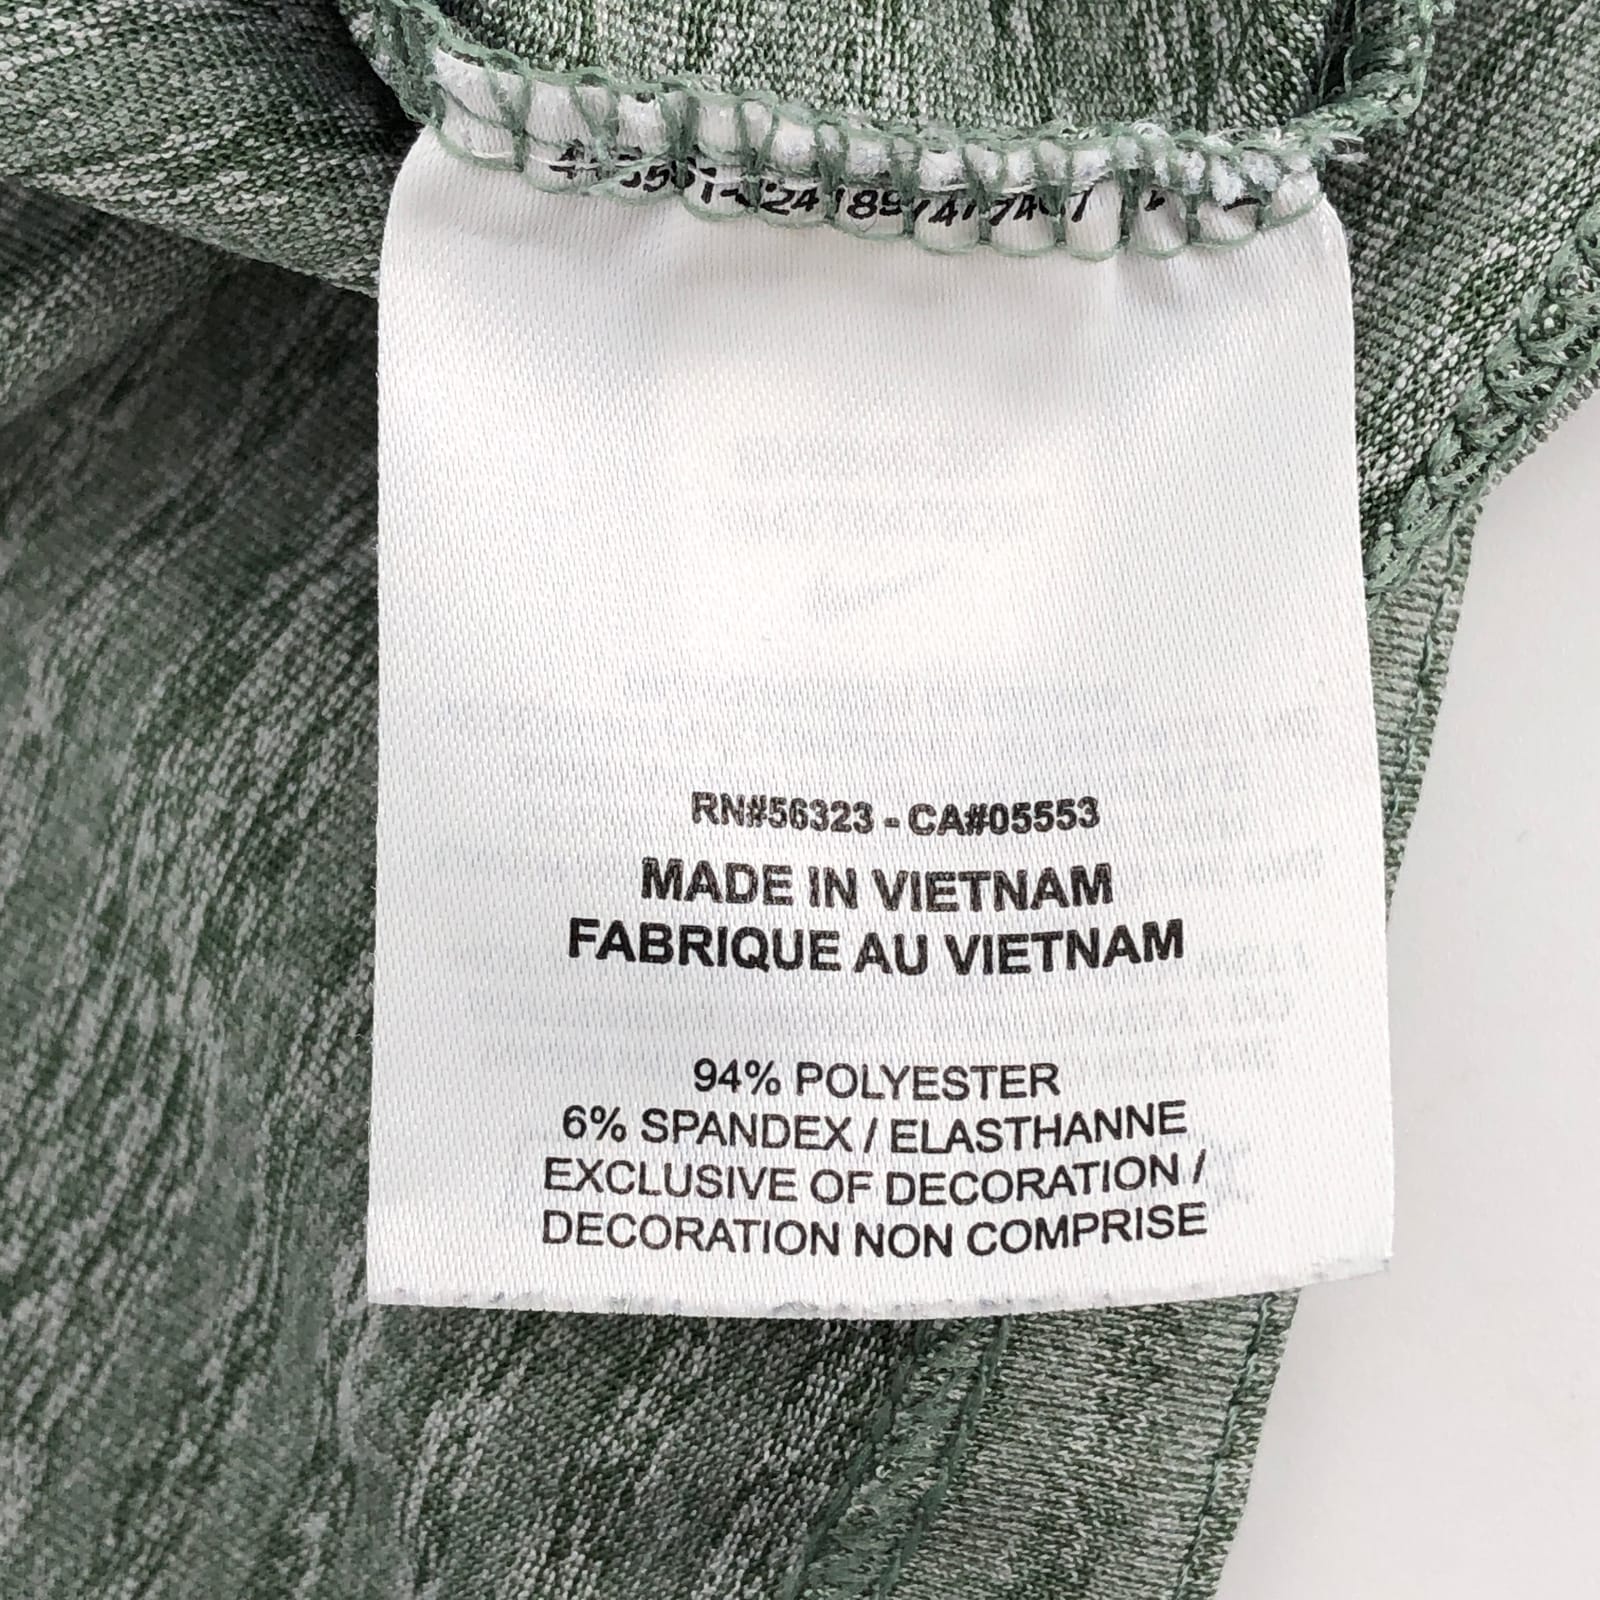 RN#56323 - CA#05553
MADE IN VIETNAM
FABRIQUE AU VIETNAM
94% POLYESTER
6% SPANDEX / ELASTHANNE
EXCLUSIVE OF DECORATION /
DECORATION NON COMPRISE